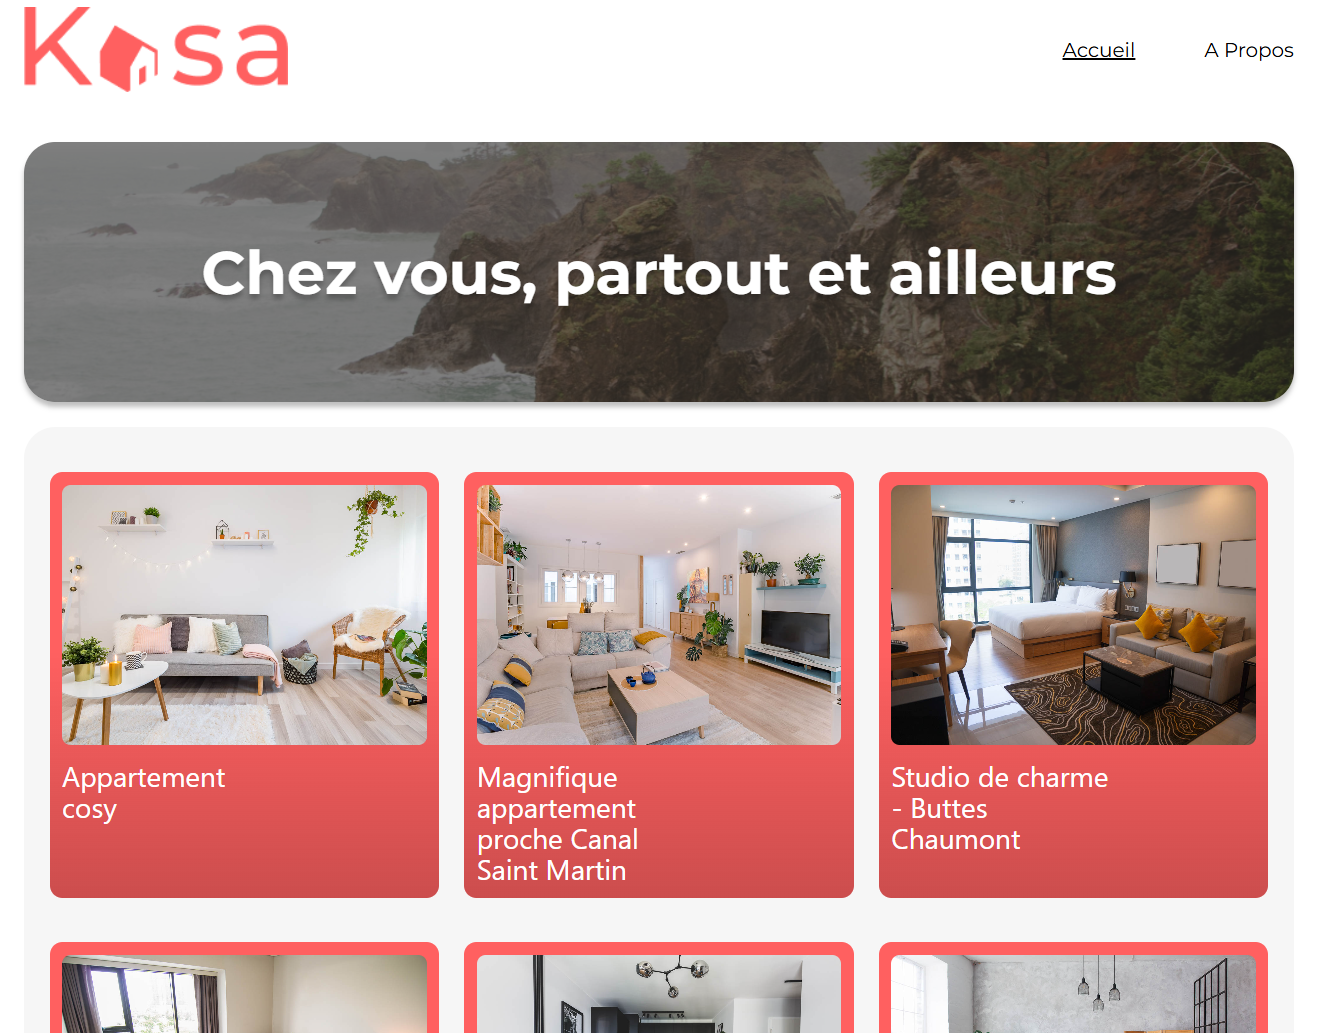 Kasa
Accueil
A Propos
Chez vous, partout et ailleurs
Appartement
cosy
Magnifique
appartement
proche Canal
Saint Martin
Studio de charme
- Buttes
Chaumont